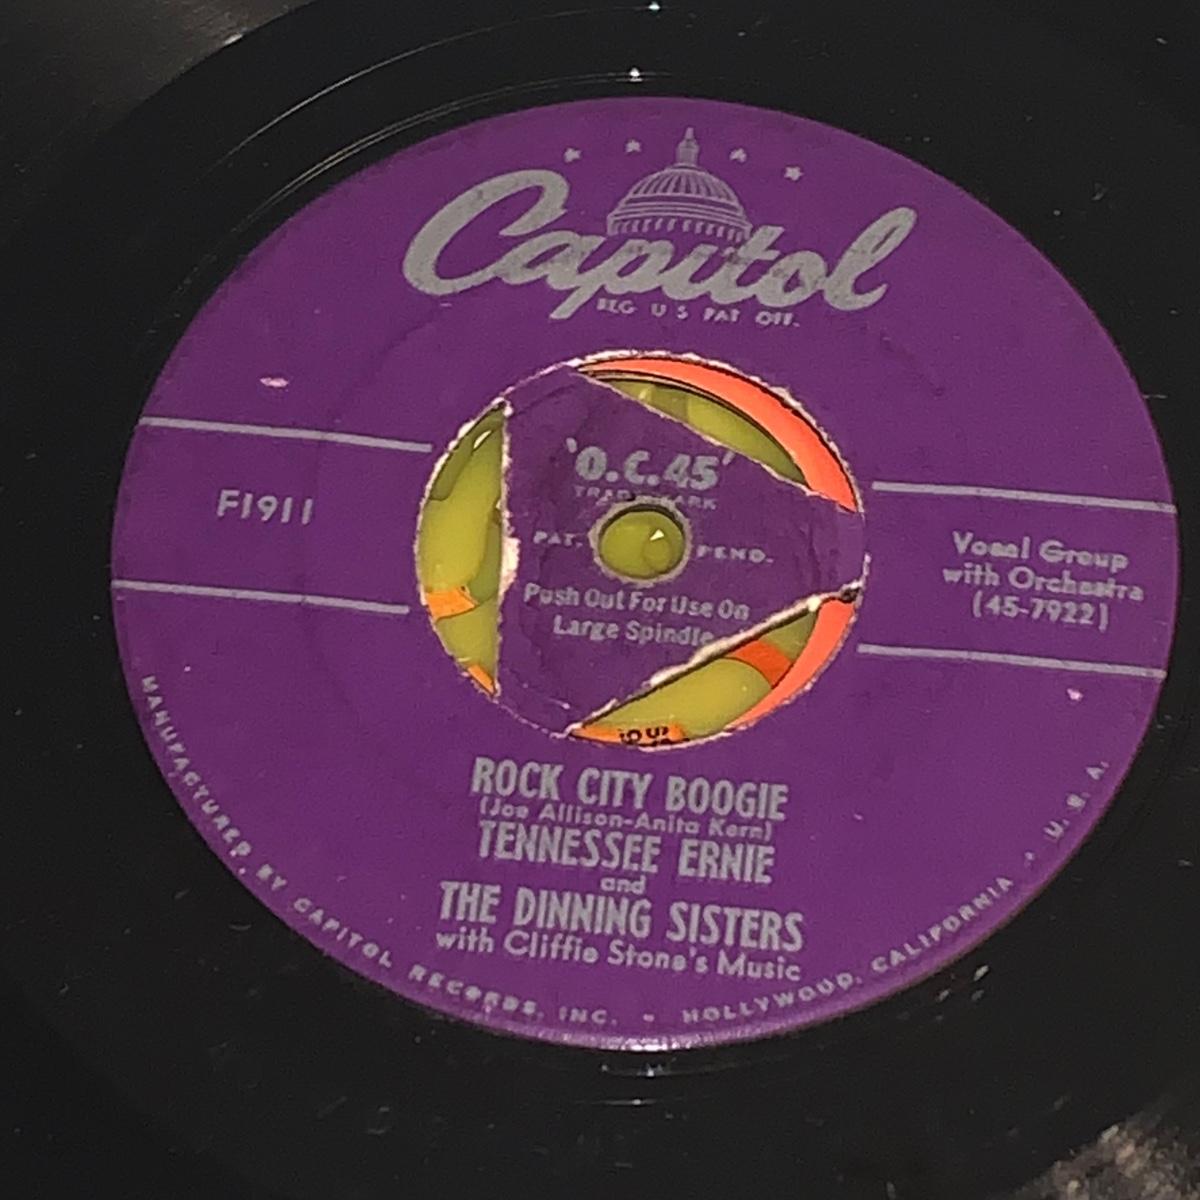 Capitol
REG. U.S. PAT. OFF.
'O.C.45'
TRADEMARK
PAT. PEND.
Push Out For Use On
Large Spindle
F1911
Vocal Group
with Orchestra
(45-7922)
ROCK CITY BOOGIE
(Joe Allison-Anita Kern)
TENNESSEE ERNIE
and
THE DINNING SISTERS
with Cliffie Stone's Music
MANUFACTURED BY CAPITOL RECORDS, INC. - HOLLYWOOD, CALIFORNIA - U. S. A.